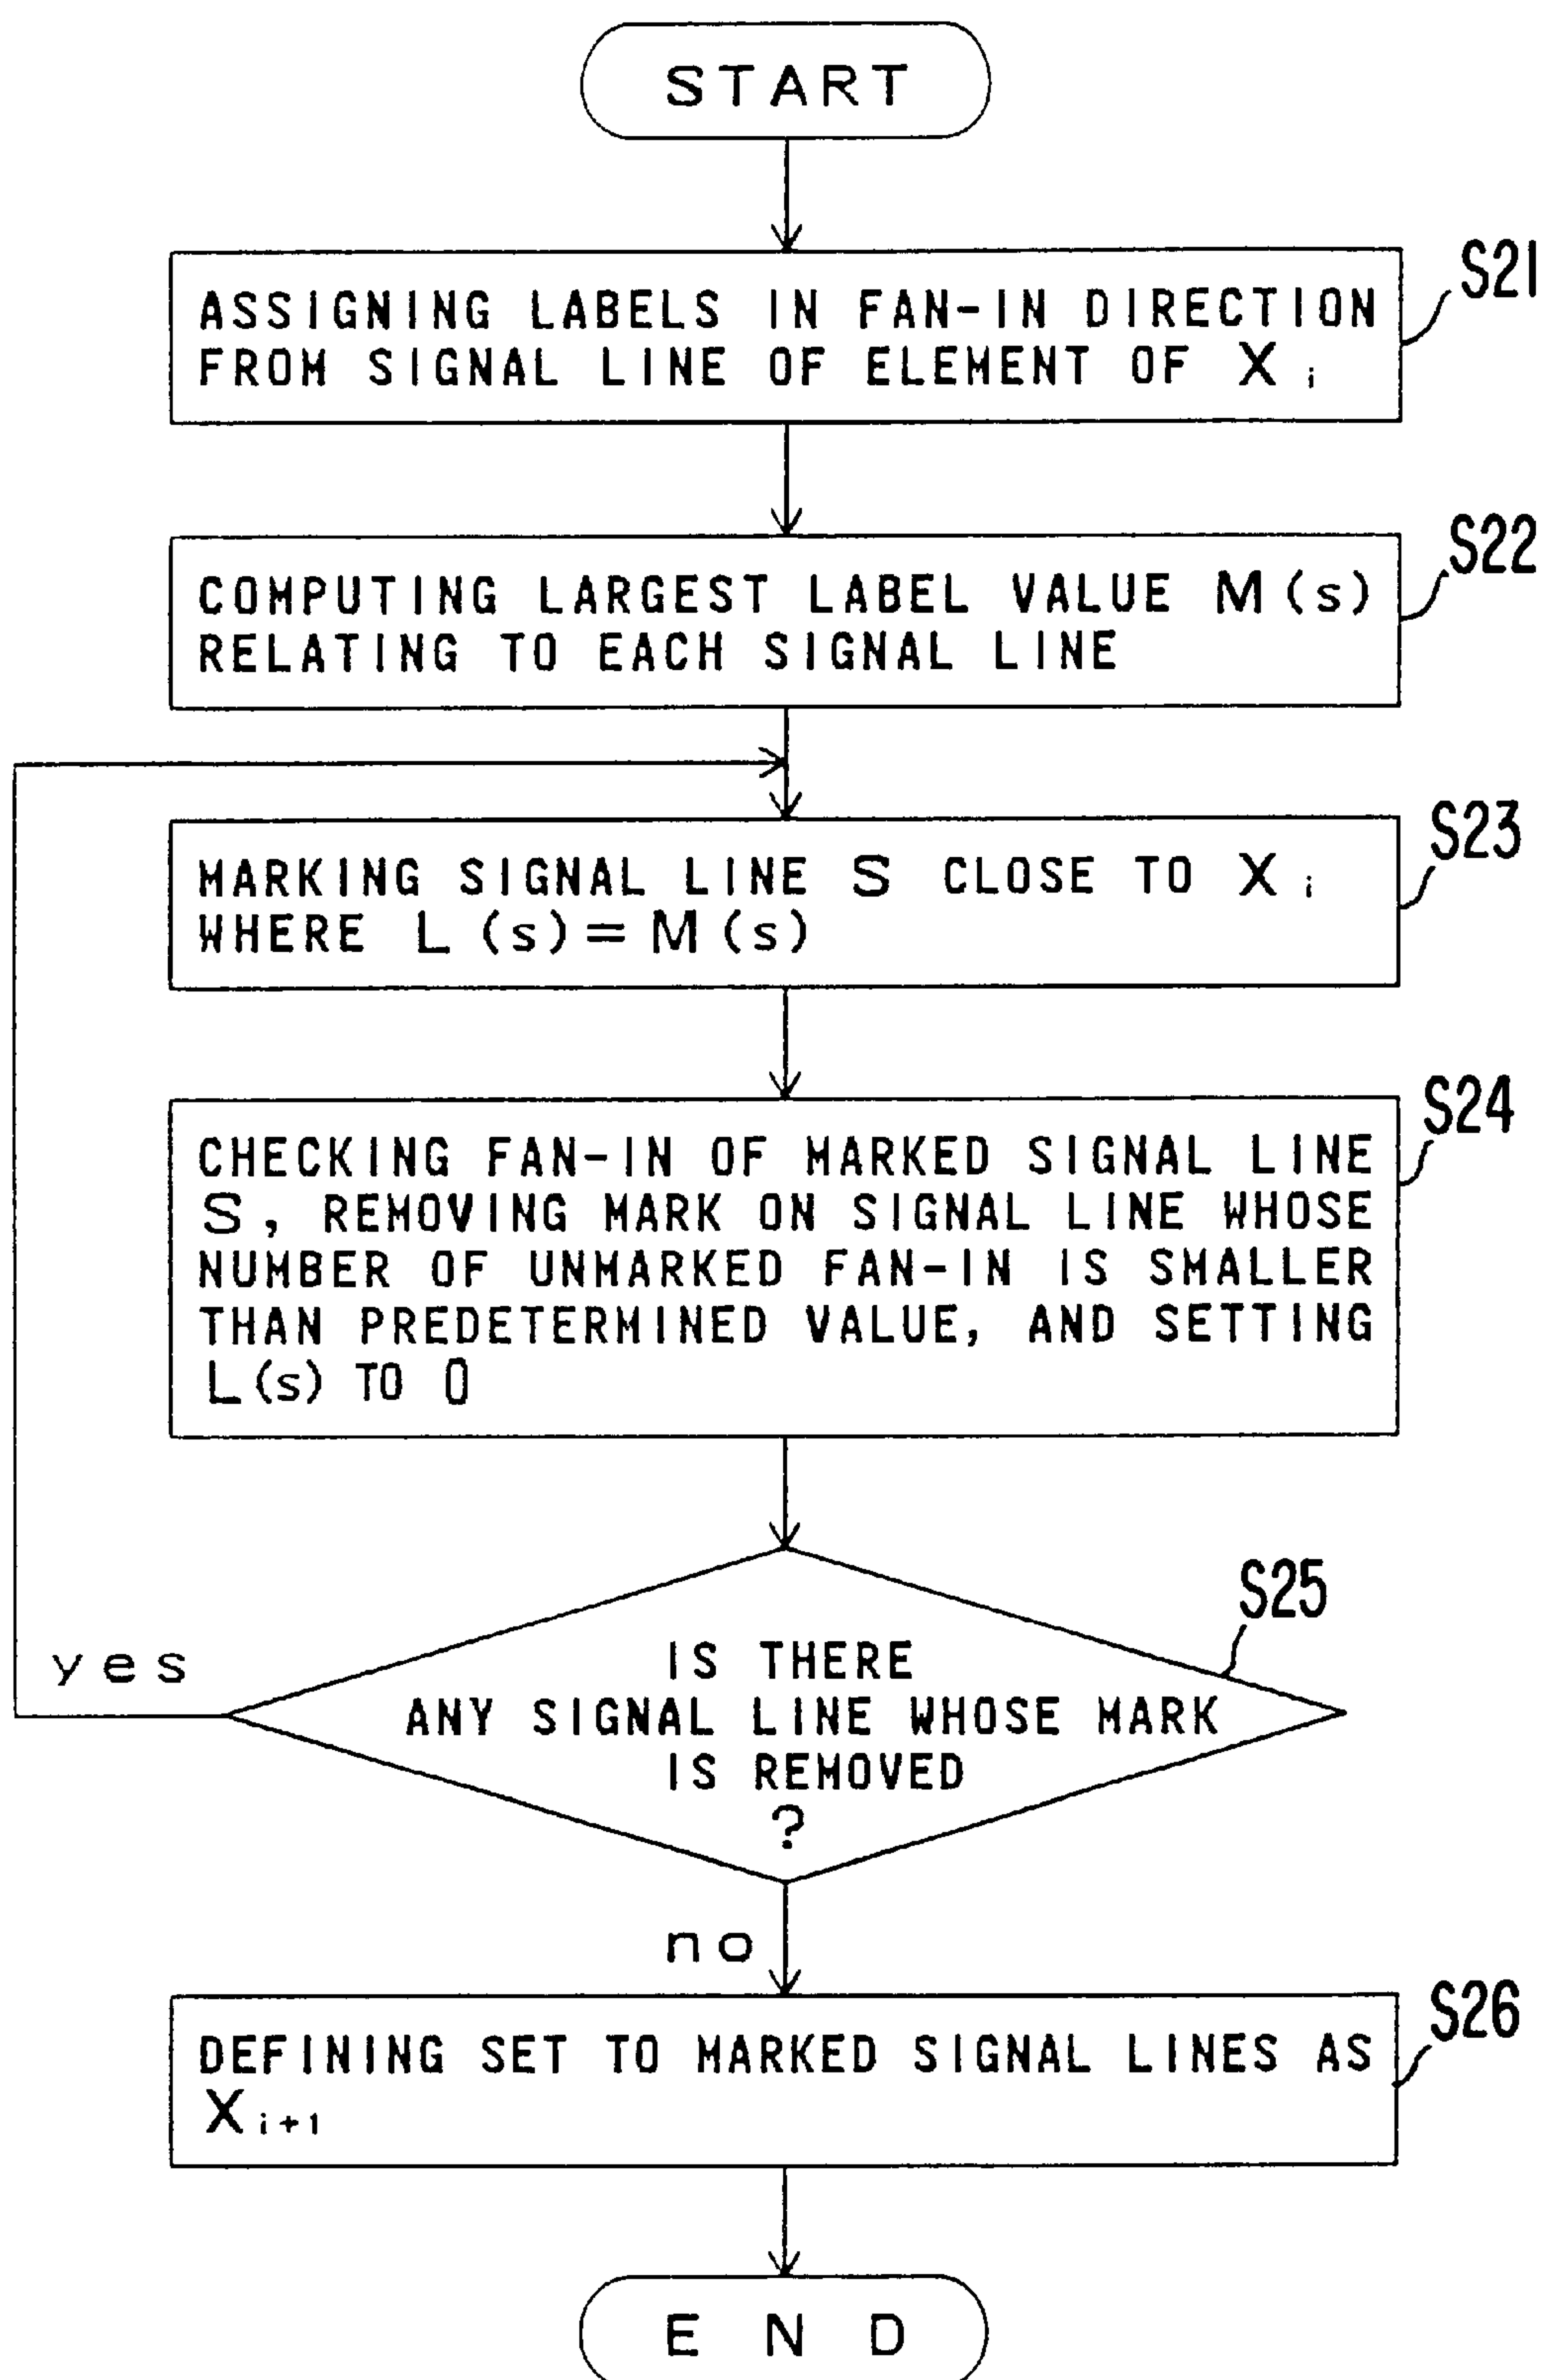 START
S21
ASSIGNING LABELS IN FAN-IN DIRECTION
FROM SIGNAL LINE OF ELEMENT OF Xi
S22
COMPUTING LARGEST LABEL VALUE M(s)
RELATING TO EACH SIGNAL LINE
S23
MARKING SIGNAL LINE S CLOSE TO Xi
WHERE L(s)=M(s)
S24
CHECKING FAN-IN OF MARKED SIGNAL LINE
S, REMOVING MARK ON SIGNAL LINE WHOSE
NUMBER OF UNMARKED FAN-IN IS SMALLER
THAN PREDETERMINED VALUE, AND SETTING
L(s) TO 0
S25
IS THERE
ANY SIGNAL LINE WHOSE MARK
IS REMOVED
?
yes
no
S26
DEFINING SET TO MARKED SIGNAL LINES AS
Xi+1
END